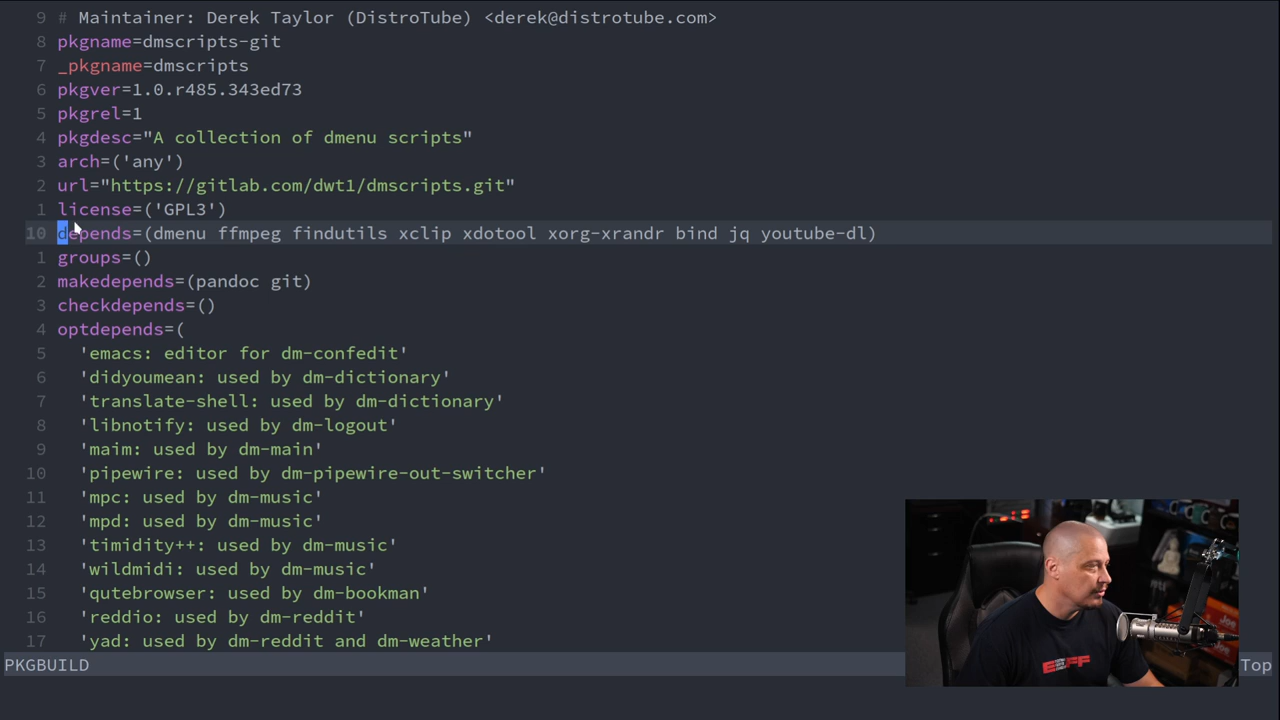 9 # Maintainer: Derek Taylor (DistroTube) <derek@distrotube.com>
8 pkgname=dmscripts-git
7 _pkgname=dmscripts
6 pkgver=1.0.r485.343ed73
5 pkgrel=1
4 pkgdesc="A collection of dmenu scripts"
3 arch=('any')
2 url="https://gitlab.com/dwt1/dmscripts.git"
1 license=('GPL3')
10 depends=(dmenu ffmpeg findutils xclip xdotool xorg-xrandr bind jq youtube-dl)
1 groups=()
2 makedepends=(pandoc git)
3 checkdepends=()
4 optdepends=(
5 'emacs: editor for dm-confedit'
6 'didyoumean: used by dm-dictionary'
7 'translate-shell: used by dm-dictionary'
8 'libnotify: used by dm-logout'
9 'maim: used by dm-main'
10 'pipewire: used by dm-pipewire-out-switcher'
11 'mpc: used by dm-music'
12 'mpd: used by dm-music'
13 'timidity++: used by dm-music'
14 'wildmidi: used by dm-music'
15 'qutebrowser: used by dm-bookman'
16 'reddio: used by dm-reddit'
17 'yad: used by dm-reddit and dm-weather'
PKGBUILD Top